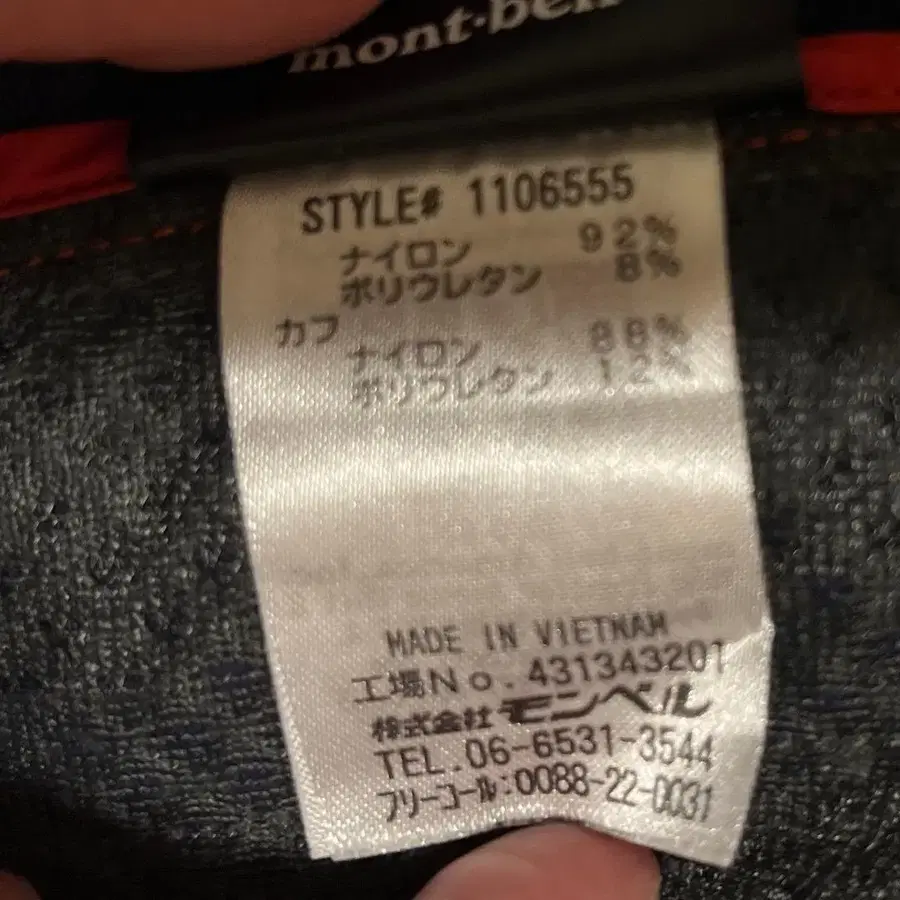 mont-bell
STYLE# 1106555
ナイロン 92%
ポリウレタン 8%
カフ
ナイロン 88%
ポリウレタン 12%
MADE IN VIETNAM
工場No.431343201
株式会社モンベル
TEL.06-6531-3544
フリーコール:0088-22-0031